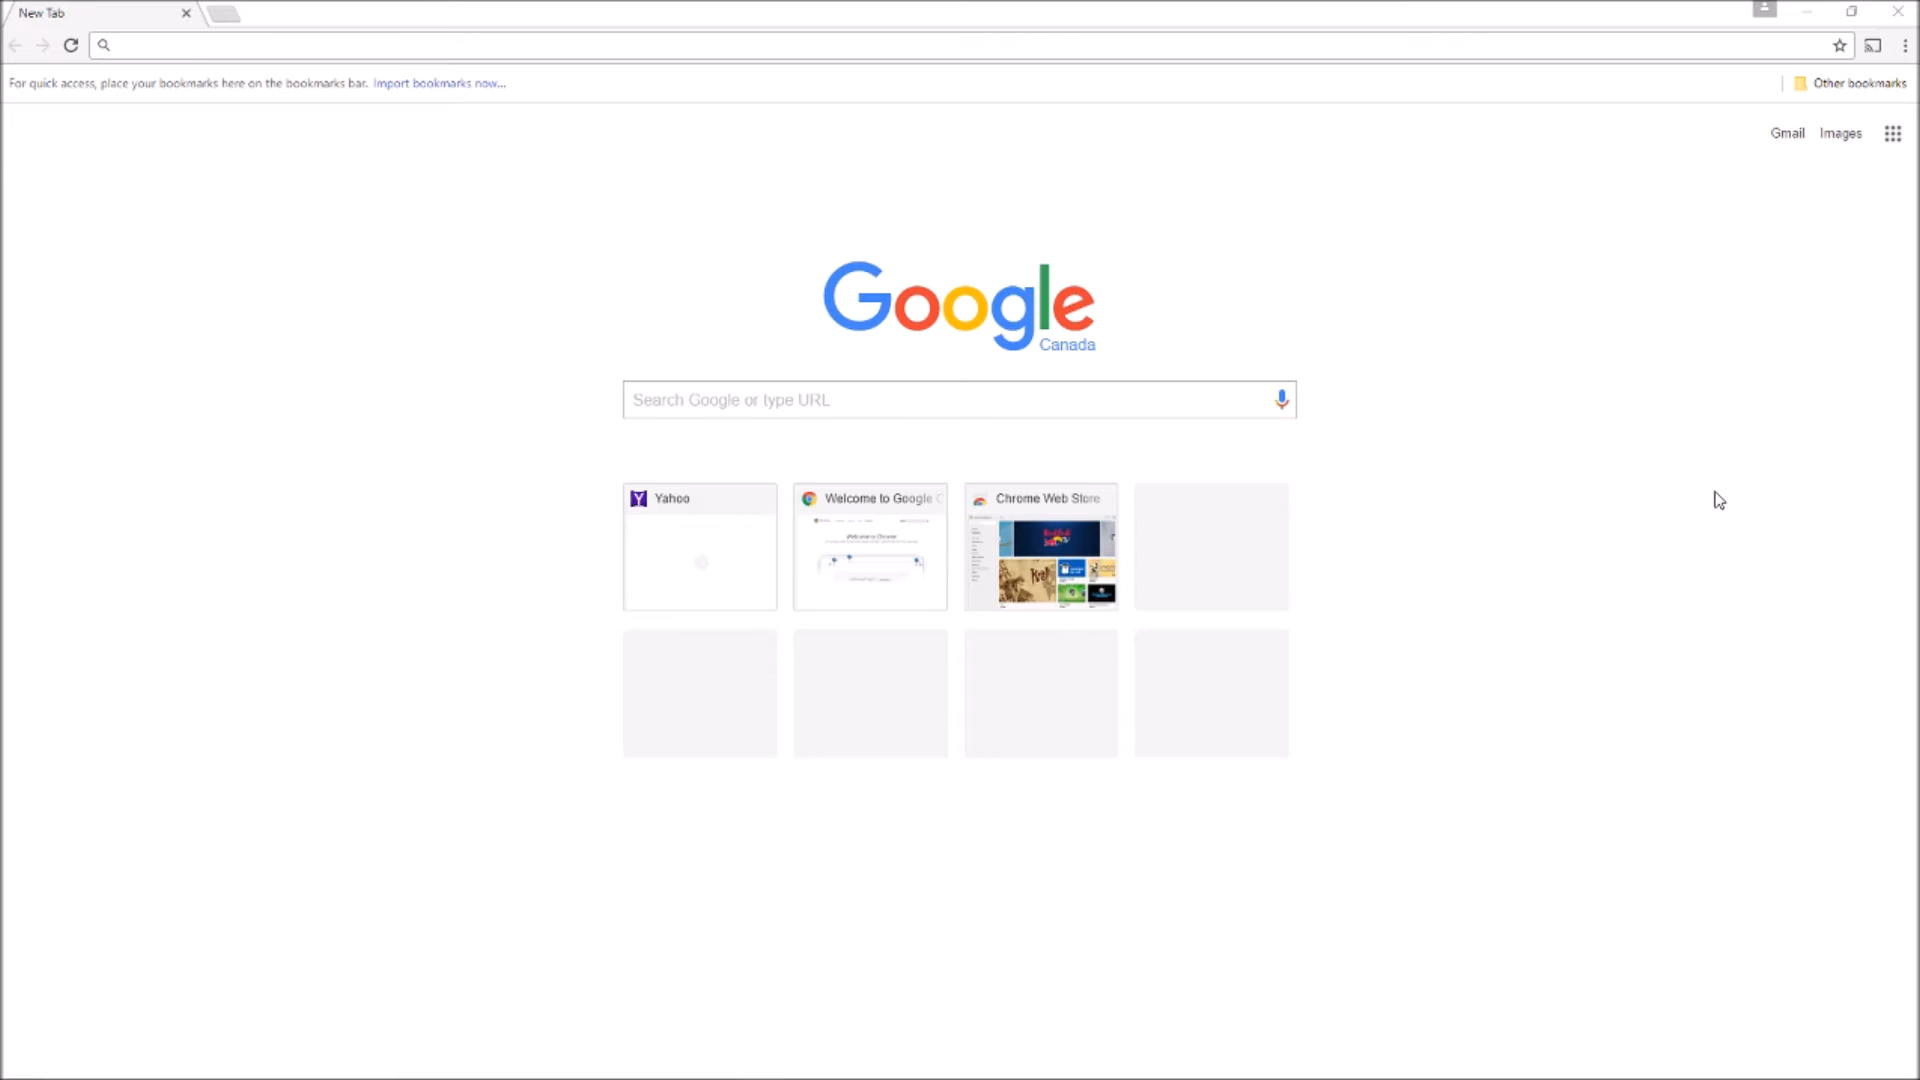 New Tab
For quick access, place your bookmarks here on the bookmarks bar. Import bookmarks now...
Other bookmarks
Gmail Images
Google
Canada
Search Google or type URL
Yahoo
Welcome to Google
Chrome Web Store